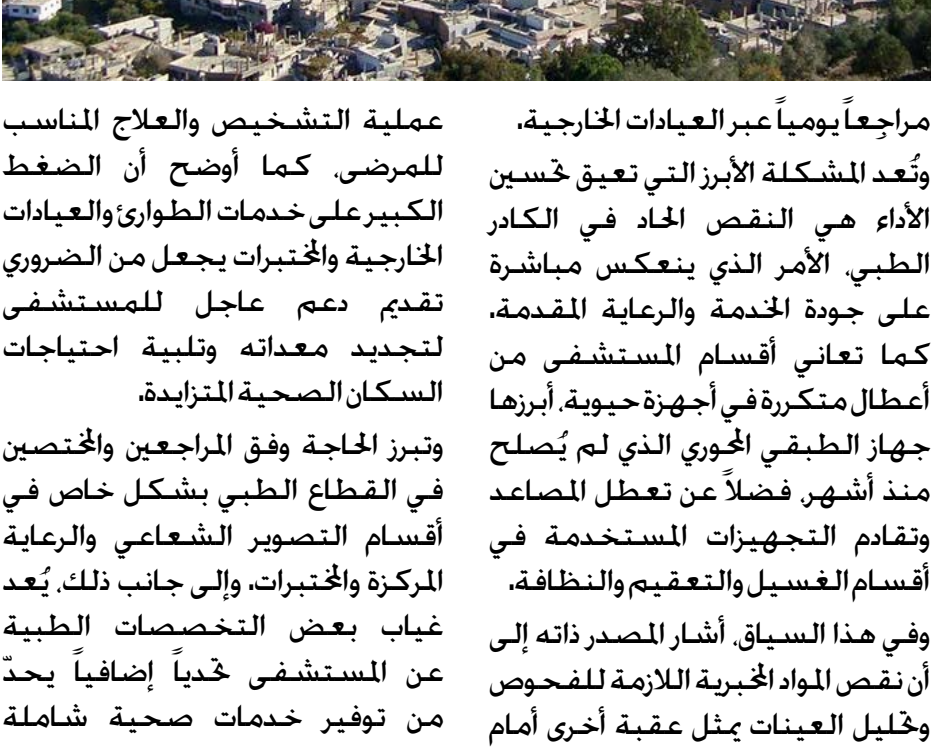 مراجِعاً يومياً عبر العيادات الخارجية.
وتُعد المشكلة الأبرز التي تعيق تحسين
الأداء هي النقص الحاد في الكادر
الطبي، الأمر الذي ينعكس مباشرة
على جودة الخدمة والرعاية المقدمة.
كما تعاني أقسام المستشفى من
أعطال متكررة في أجهزة حيوية، أبرزها
جهاز الطبقي المحوري الذي لم يُصلح
منذ أشهر، فضلاً عن تعطل المصاعد
وتقادم التجهيزات المستخدمة في
أقسام الغسيل والتعقيم والنظافة.
وفي هذا السياق، أشار المصدر ذاته إلى
أن نقص المواد المخبرية اللازمة للفحوص
وتحليل العينات يمثل عقبة أخرى أمام
عملية التشخيص والعلاج المناسب
للمرضى، كما أوضح أن الضغط
الكبير على خدمات الطوارئ والعيادات
الخارجية والمختبرات يجعل من الضروري
تقديم دعم عاجل للمستشفى
لتجديد معداته وتلبية احتياجات
السكان الصحية المتزايدة.
وتبرز الحاجة وفق المراجعين والمختصين
في القطاع الطبي بشكل خاص في
أقسام التصوير الشعاعي والرعاية
المركزة والمختبرات. وإلى جانب ذلك، يُعد
غياب بعض التخصصات الطبية
عن المستشفى تحدياً إضافياً يحدّ
من توفير خدمات صحية شاملة